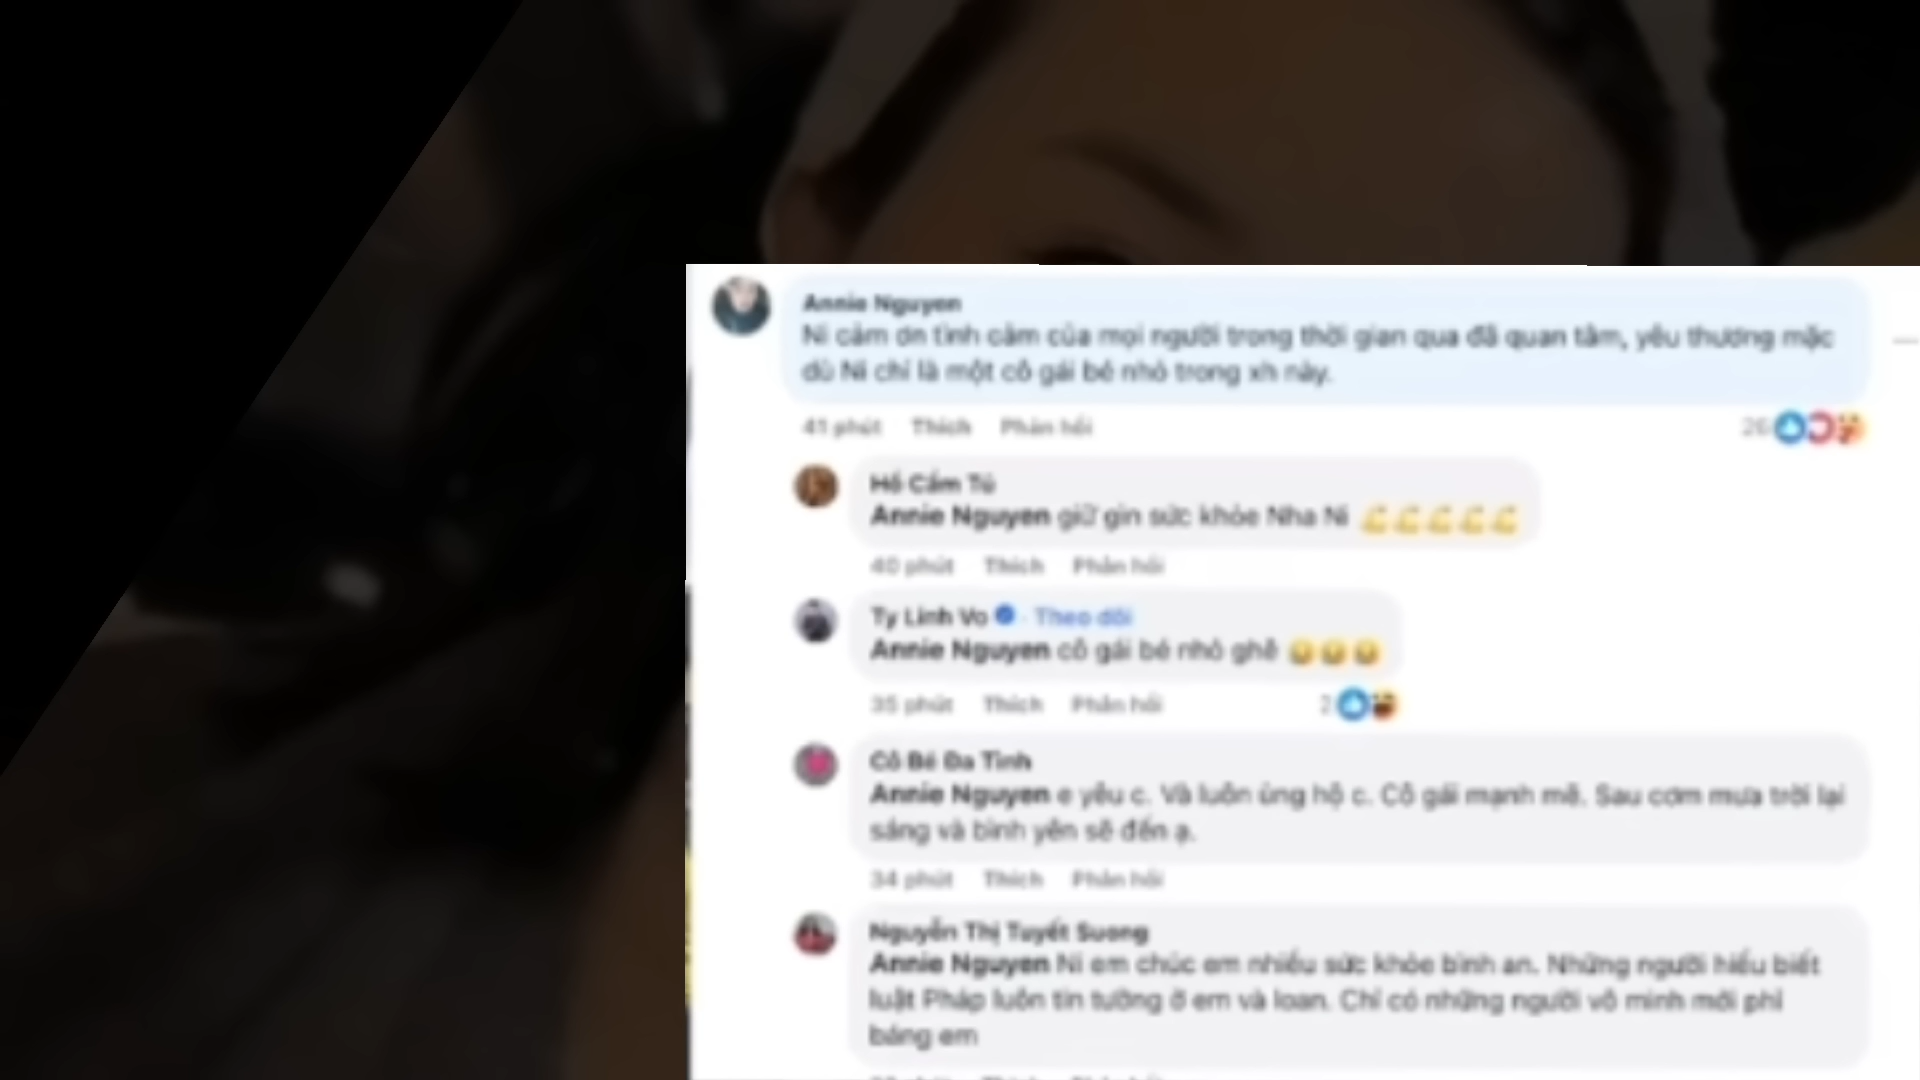 Annie Nguyen
Ni cảm ơn tình cảm của mọi người trong thời gian qua đã quan tâm, yêu thương mặc
dù Ni chỉ là một cô gái bé nhỏ trong xh này.
41 phút Thích Phản hồi 26
Hồ Cẩm Tú
Annie Nguyen giữ gìn sức khỏe Nha Ni 💪💪💪💪💪
40 phút Thích Phản hồi
Ty Linh Vo · Theo dõi
Annie Nguyen cô gái bé nhỏ ghê 😂😂😂
35 phút Thích Phản hồi 2
Cô Bé Đa Tình
Annie Nguyen e yêu c. Và luôn ủng hộ c. Cô gái mạnh mẽ. Sau cơm mưa trời lại
sáng và bình yên sẽ đến ạ.
34 phút Thích Phản hồi
Nguyễn Thị Tuyết Suong
Annie Nguyen Ni em chúc em nhiều sức khỏe bình an. Những người hiểu biết
luật Pháp luôn tin tưởng ở em và loan. Chỉ có những người vô minh mới phỉ
báng em